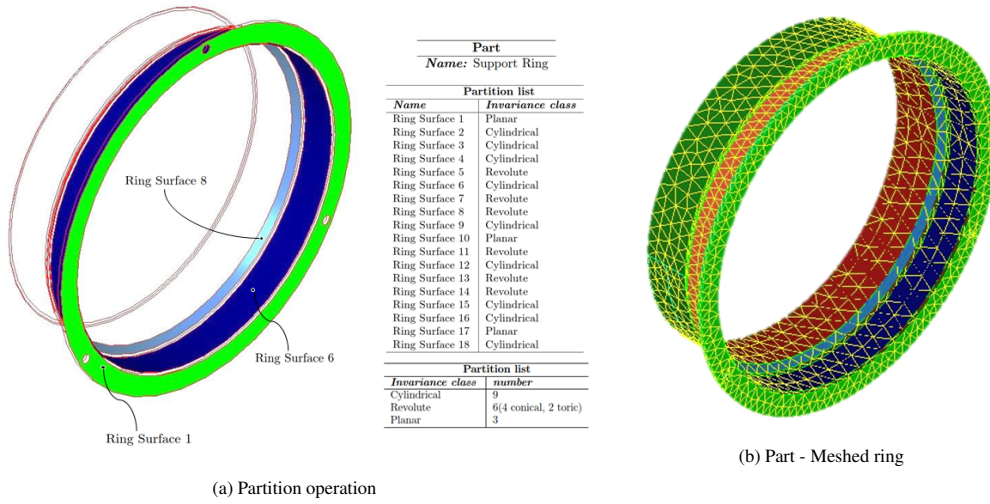 Ring Surface 8
Ring Surface 6
Ring Surface 1
(a) Partition operation
Part
Name: Support Ring
Partition list
Name Invariance class
Ring Surface 1 Planar
Ring Surface 2 Cylindrical
Ring Surface 3 Cylindrical
Ring Surface 4 Cylindrical
Ring Surface 5 Revolute
Ring Surface 6 Cylindrical
Ring Surface 7 Revolute
Ring Surface 8 Revolute
Ring Surface 9 Cylindrical
Ring Surface 10 Planar
Ring Surface 11 Revolute
Ring Surface 12 Cylindrical
Ring Surface 13 Revolute
Ring Surface 14 Revolute
Ring Surface 15 Cylindrical
Ring Surface 16 Cylindrical
Ring Surface 17 Planar
Ring Surface 18 Cylindrical
Partition list
Invariance class number
Cylindrical 9
Revolute 6(4 conical, 2 toric)
Planar 3
(b) Part - Meshed ring